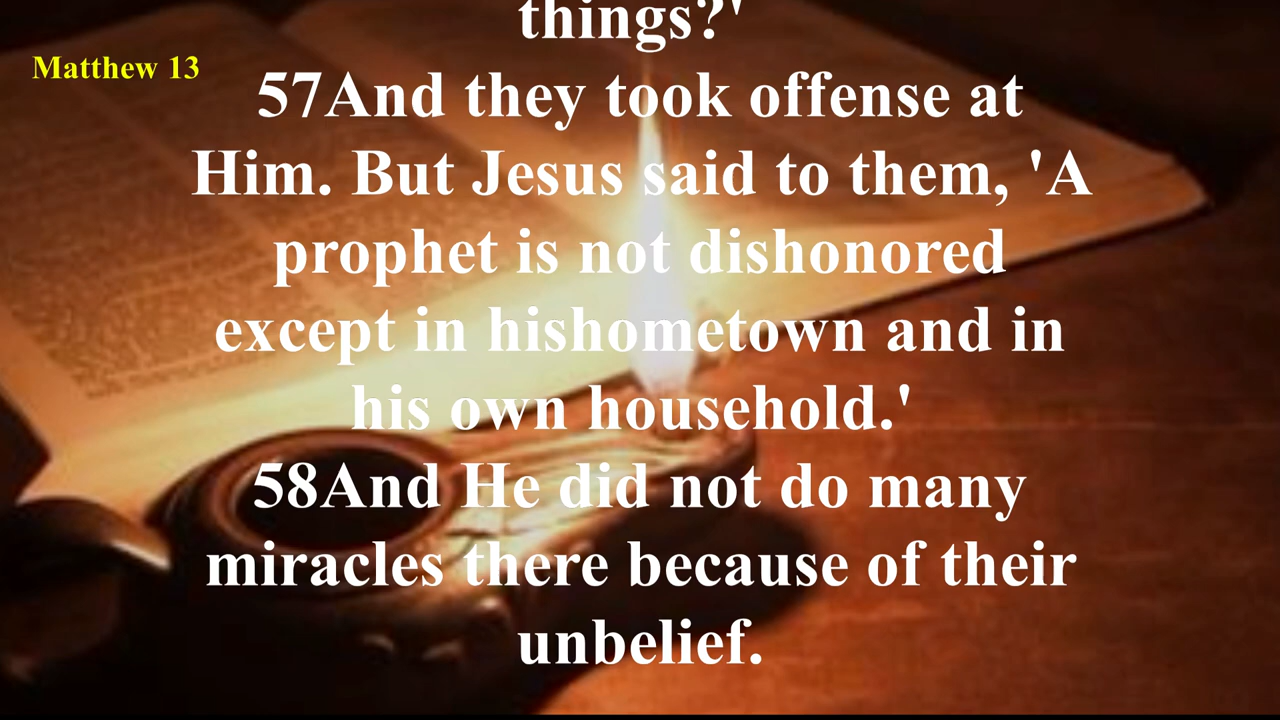 things?'
Matthew 13
57And they took offense at
Him. But Jesus said to them, 'A
prophet is not dishonored
except in hishometown and in
his own household.'
58And He did not do many
miracles there because of their
unbelief.